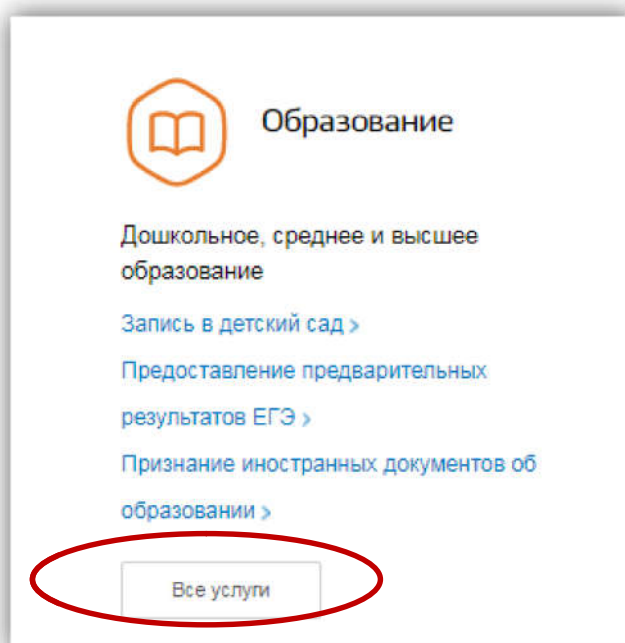 Образование
Дошкольное, среднее и высшее
образование
Запись в детский сад >
Предоставление предварительных
результатов ЕГЭ >
Признание иностранных документов об
образовании >
Все услуги